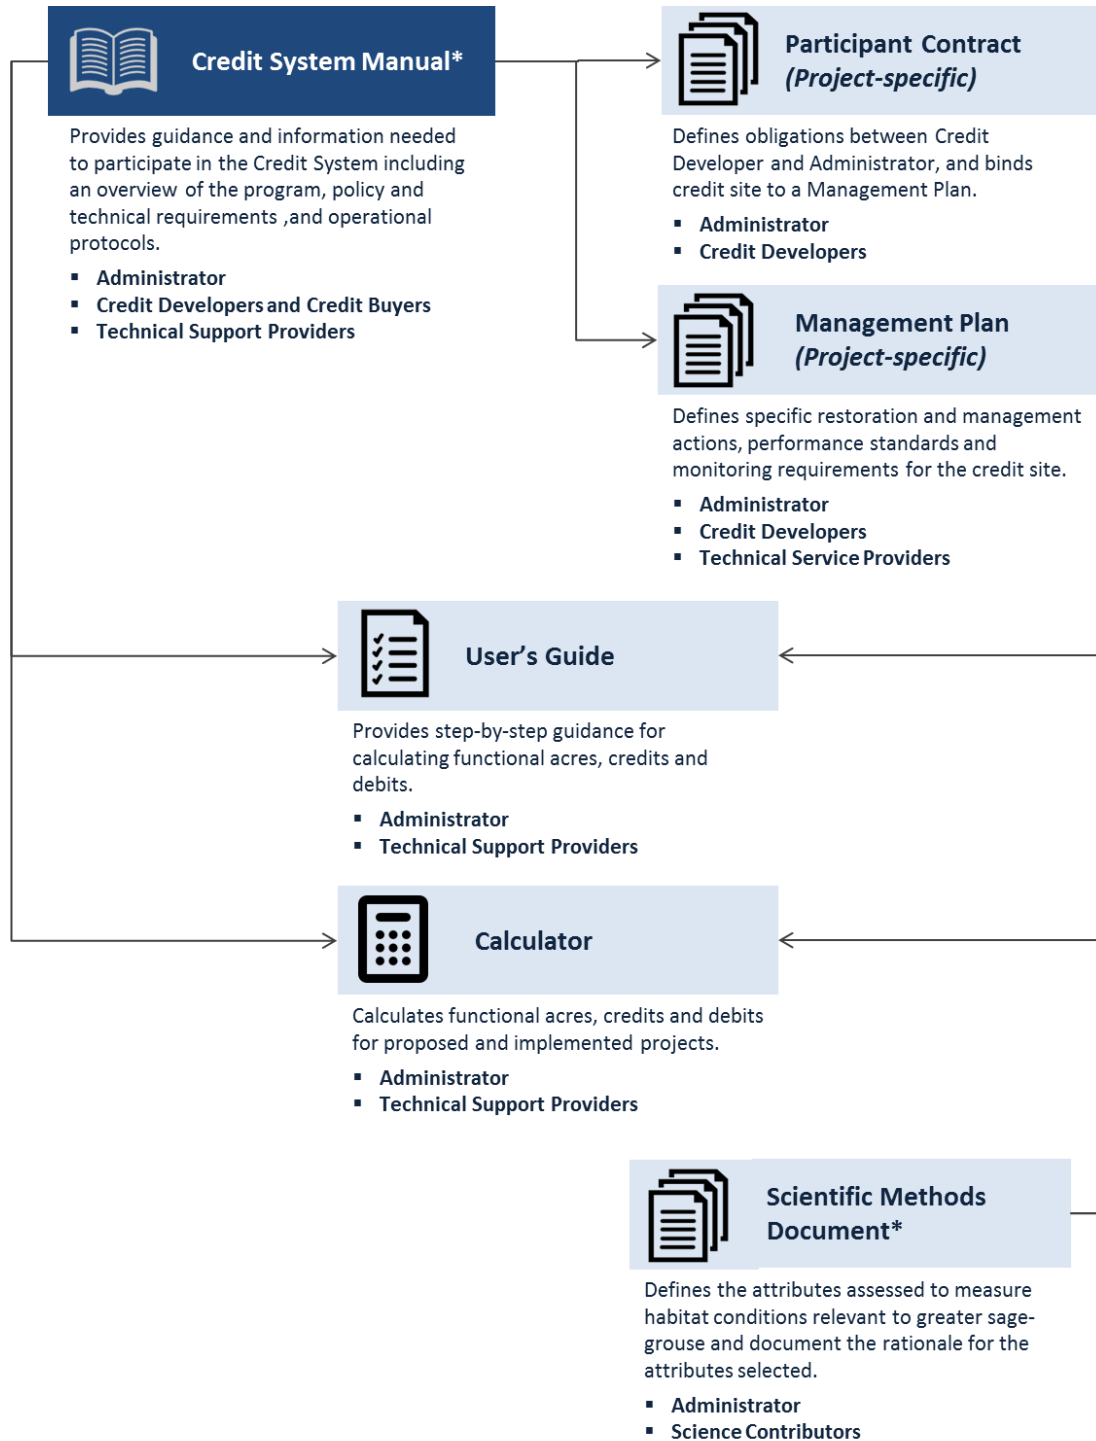 Credit System Manual*
Provides guidance and information needed
to participate in the Credit System including
an overview of the program, policy and
technical requirements ,and operational
protocols.
▪ Administrator
▪ Credit Developers and Credit Buyers
▪ Technical Support Providers
Participant Contract
(Project-specific)
Defines obligations between Credit
Developer and Administrator, and binds
credit site to a Management Plan.
▪ Administrator
▪ Credit Developers
Management Plan
(Project-specific)
Defines specific restoration and management
actions, performance standards and
monitoring requirements for the credit site.
▪ Administrator
▪ Credit Developers
▪ Technical Service Providers
User’s Guide
Provides step-by-step guidance for
calculating functional acres, credits and
debits.
▪ Administrator
▪ Technical Support Providers
Calculator
Calculates functional acres, credits and debits
for proposed and implemented projects.
▪ Administrator
▪ Technical Support Providers
Scientific Methods
Document*
Defines the attributes assessed to measure
habitat conditions relevant to greater sage-
grouse and document the rationale for the
attributes selected.
▪ Administrator
▪ Science Contributors